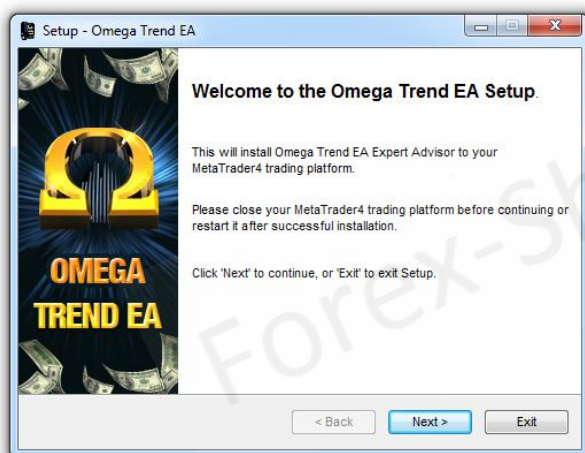 Setup - Omega Trend EA
Welcome to the Omega Trend EA Setup.
This will install Omega Trend EA Expert Advisor to your
MetaTrader4 trading platform.
Please close your MetaTrader4 trading platform before continuing or
restart it after successful installation.
Click 'Next' to continue, or 'Exit' to exit Setup.
OMEGA
TREND EA
Forex-Sh
< Back
Next >
Exit